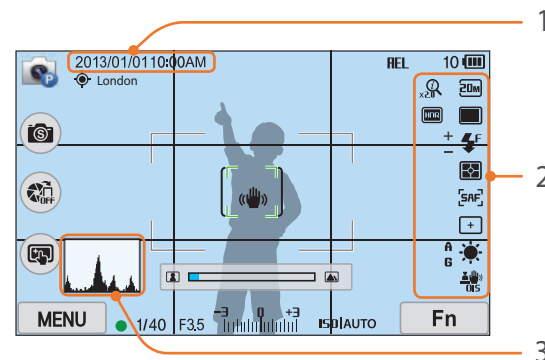 1
2013/01/01 10:00AM
AEL 10
London
x2.0 i 20M
HDR
S
+ F
−
OFF
SAF
+
A
G
OIS
-3 0 +3
MENU 1/40 F3.5 ISO AUTO Fn
2
3